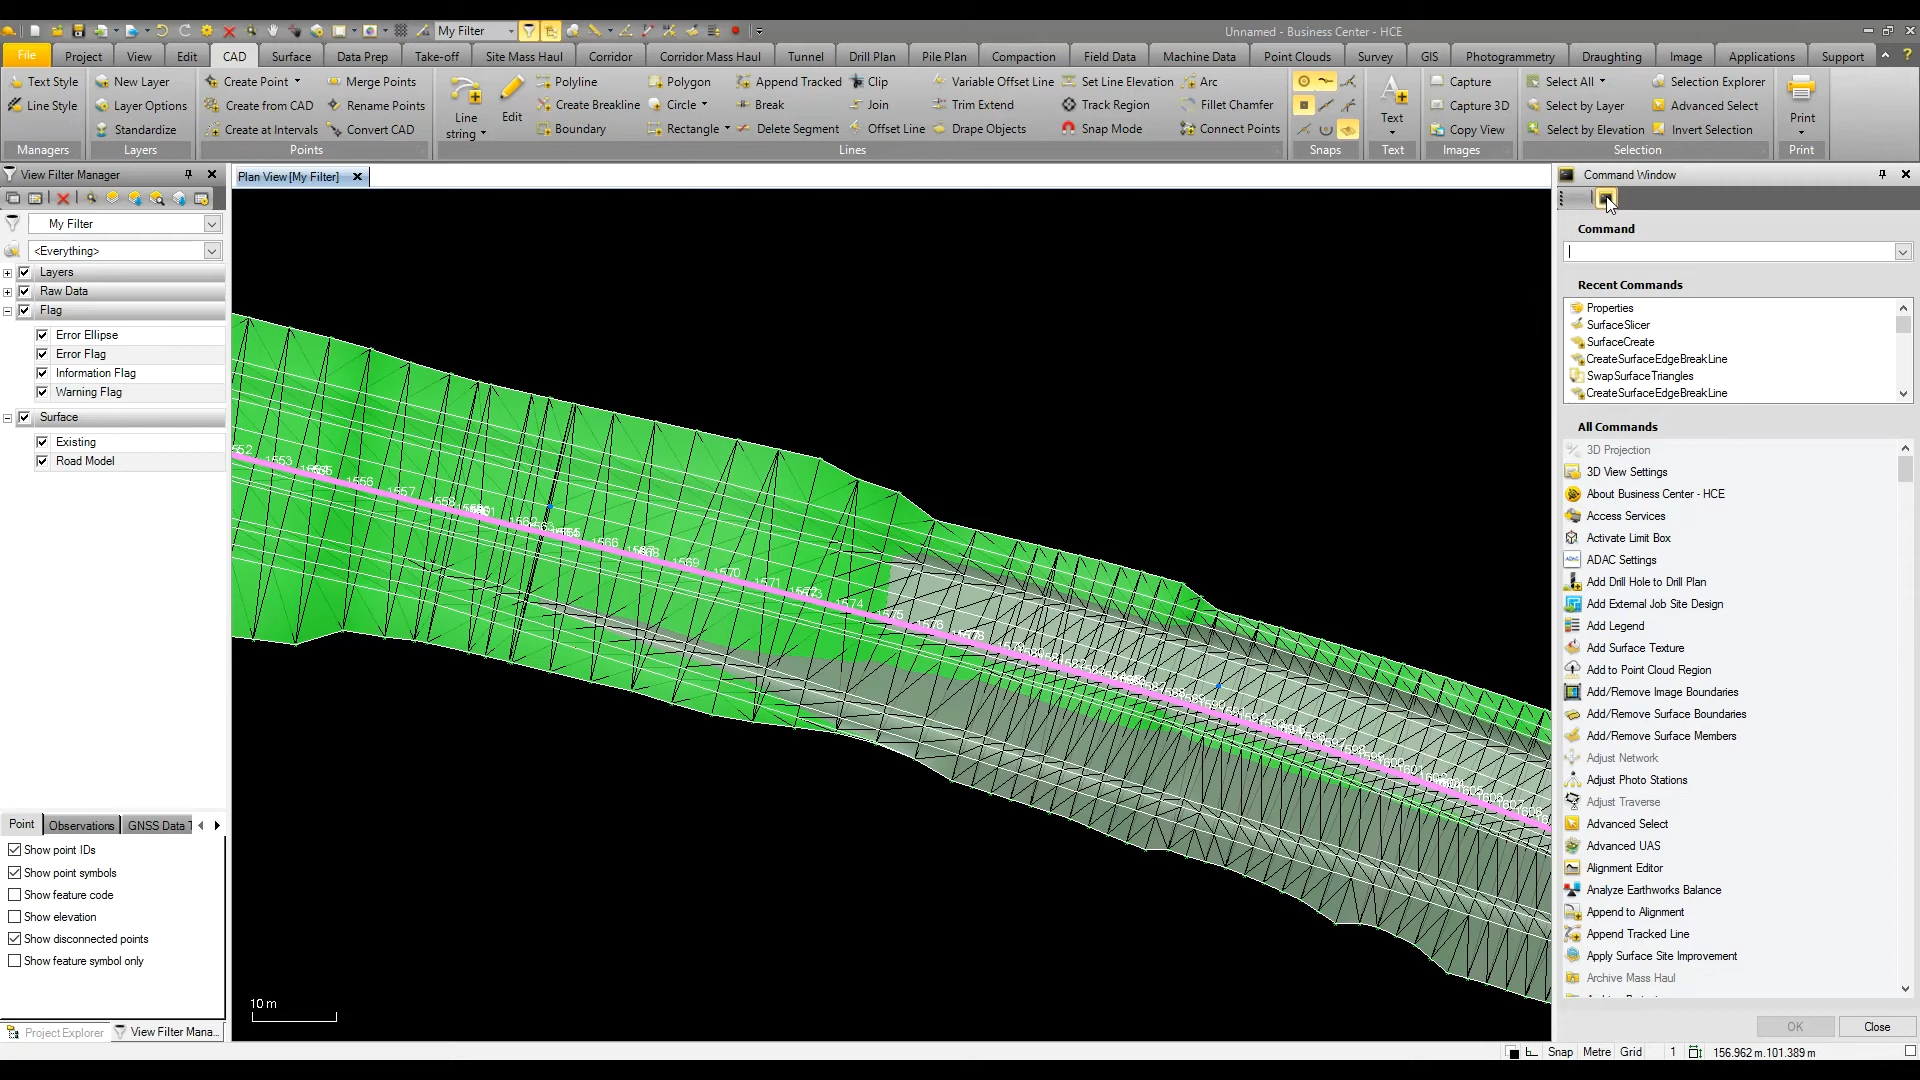 My Filter
Unnamed - Business Center - HCE
File Project View Edit CAD Surface Data Prep Take-off Site Mass Haul Corridor Corridor Mass Haul Tunnel Drill Plan Pile Plan Compaction Field Data Machine Data Point Clouds Survey GIS Photogrammetry Draughting Image Applications Support
Text Style New Layer Create Point Merge Points Polyline Polygon Append Tracked Clip Variable Offset Line Set Line Elevation Arc Capture Select All Selection Explorer
Line Style Layer Options Create from CAD Rename Points Create Breakline Circle Break Join Trim Extend Track Region Fillet Chamfer Capture 3D Select by Layer Advanced Select
Line string Edit Text Print
Standardize Create at Intervals Convert CAD Boundary Rectangle Delete Segment Offset Line Drape Objects Snap Mode Connect Points Copy View Select by Elevation Invert Selection
Managers Layers Points Lines Snaps Text Images Selection Print
View Filter Manager
My Filter
<Everything>
Layers
Raw Data
Flag
Error Ellipse
Error Flag
Information Flag
Warning Flag
Surface
Existing
Road Model
Point Observations GNSS Data T
Show point IDs
Show point symbols
Show feature code
Show elevation
Show disconnected points
Show feature symbol only
Project Explorer View Filter Mana...
Plan View [My Filter]
1553
1556
1557
1566
1569
1570
1571
1574
1575
1576
1578
10 m
Command Window
Command
Recent Commands
Properties
SurfaceSlicer
SurfaceCreate
CreateSurfaceEdgeBreakLine
SwapSurfaceTriangles
CreateSurfaceEdgeBreakLine
All Commands
3D Projection
3D View Settings
About Business Center - HCE
Access Services
Activate Limit Box
ADAC Settings
Add Drill Hole to Drill Plan
Add External Job Site Design
Add Legend
Add Surface Texture
Add to Point Cloud Region
Add/Remove Image Boundaries
Add/Remove Surface Boundaries
Add/Remove Surface Members
Adjust Network
Adjust Photo Stations
Adjust Traverse
Advanced Select
Advanced UAS
Alignment Editor
Analyze Earthworks Balance
Append to Alignment
Append Tracked Line
Apply Surface Site Improvement
Archive Mass Haul
OK Close
Snap Metre Grid 1 156.962 m,101.389 m